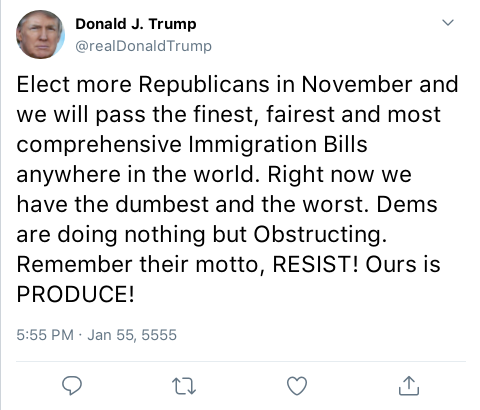 Donald J. Trump
@realDonaldTrump
Elect more Republicans in November and
we will pass the finest, fairest and most
comprehensive Immigration Bills
anywhere in the world. Right now we
have the dumbest and the worst. Dems
are doing nothing but Obstructing.
Remember their motto, RESIST! Ours is
PRODUCE!
5:55 PM · Jan 55, 5555